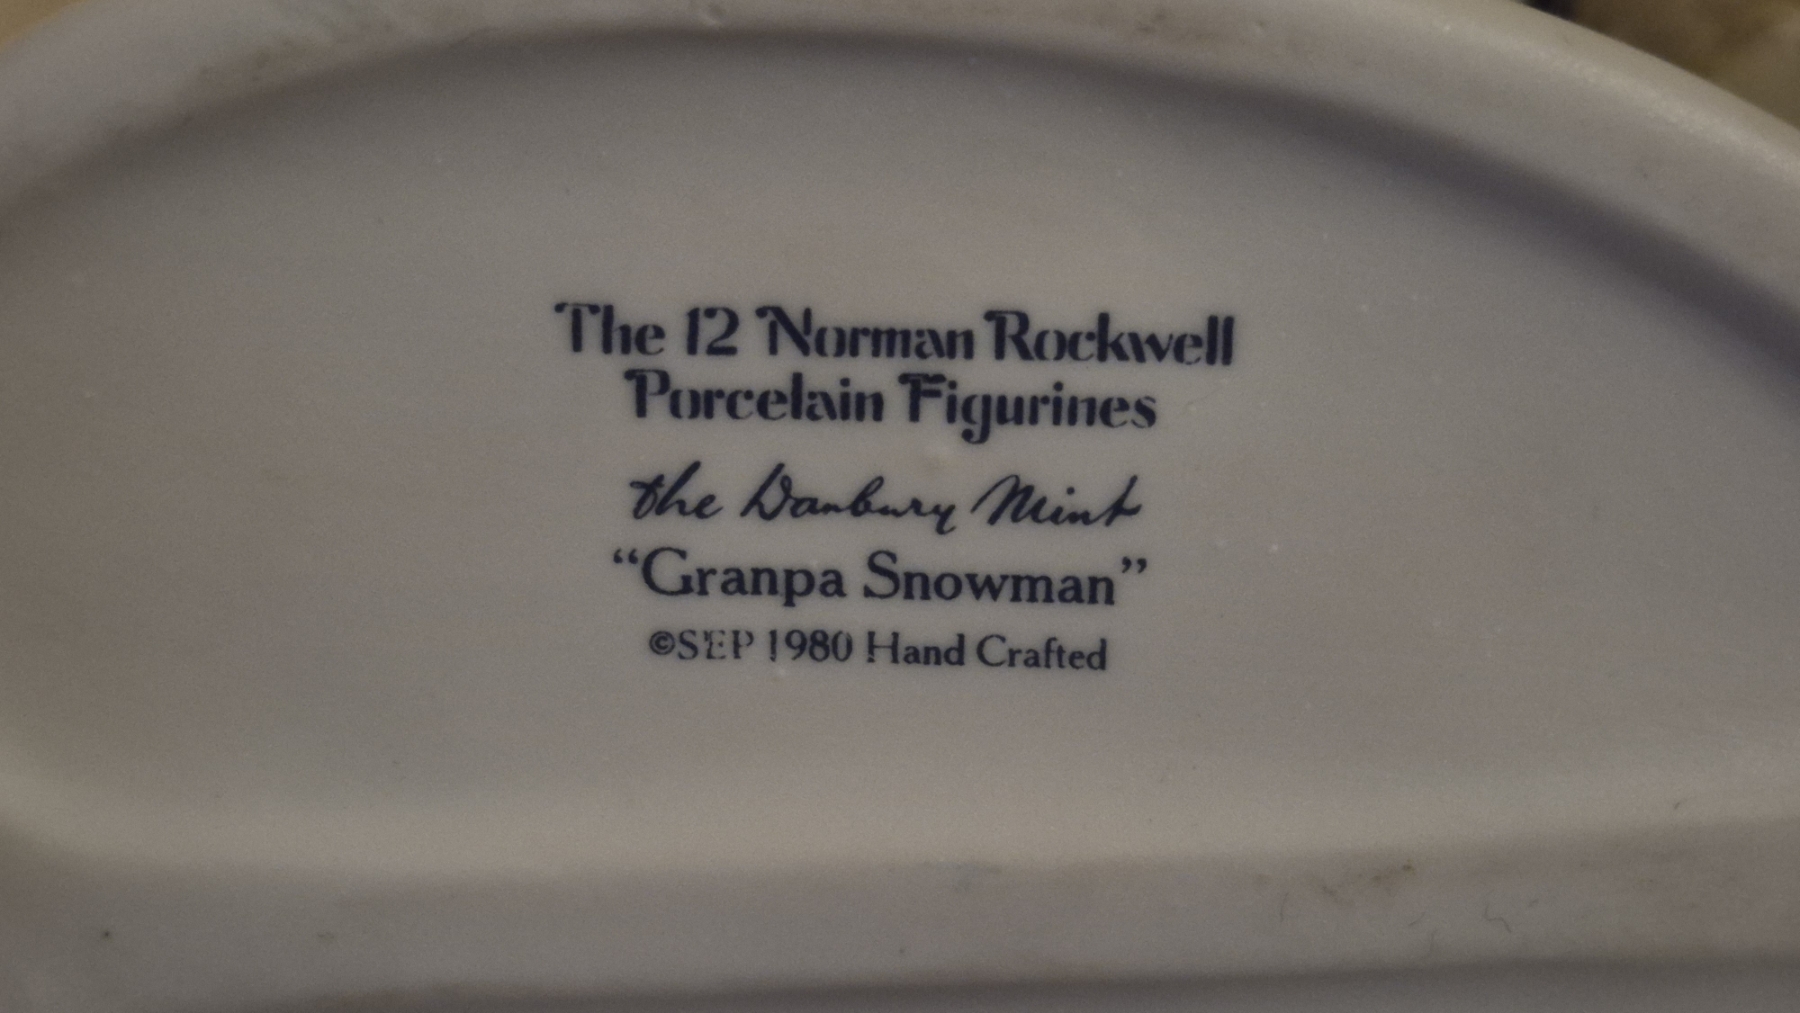 The 12 Norman Rockwell
Porcelain Figurines
the Danbury Mint
“Granpa Snowman”
©SEP 1980 Hand Crafted